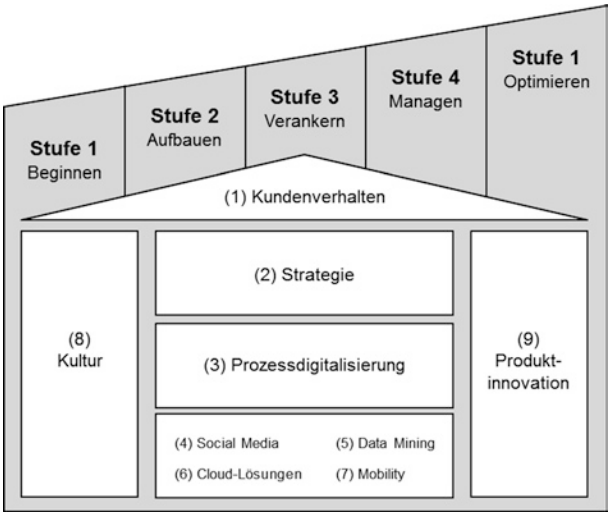 Stufe 1
Beginnen
Stufe 2
Aufbauen
Stufe 3
Verankern
Stufe 4
Managen
Stufe 1
Optimieren
(1) Kundenverhalten
(8)
Kultur
(2) Strategie
(3) Prozessdigitalisierung
(4) Social Media
(5) Data Mining
(6) Cloud-Lösungen
(7) Mobility
(9)
Produkt-
innovation